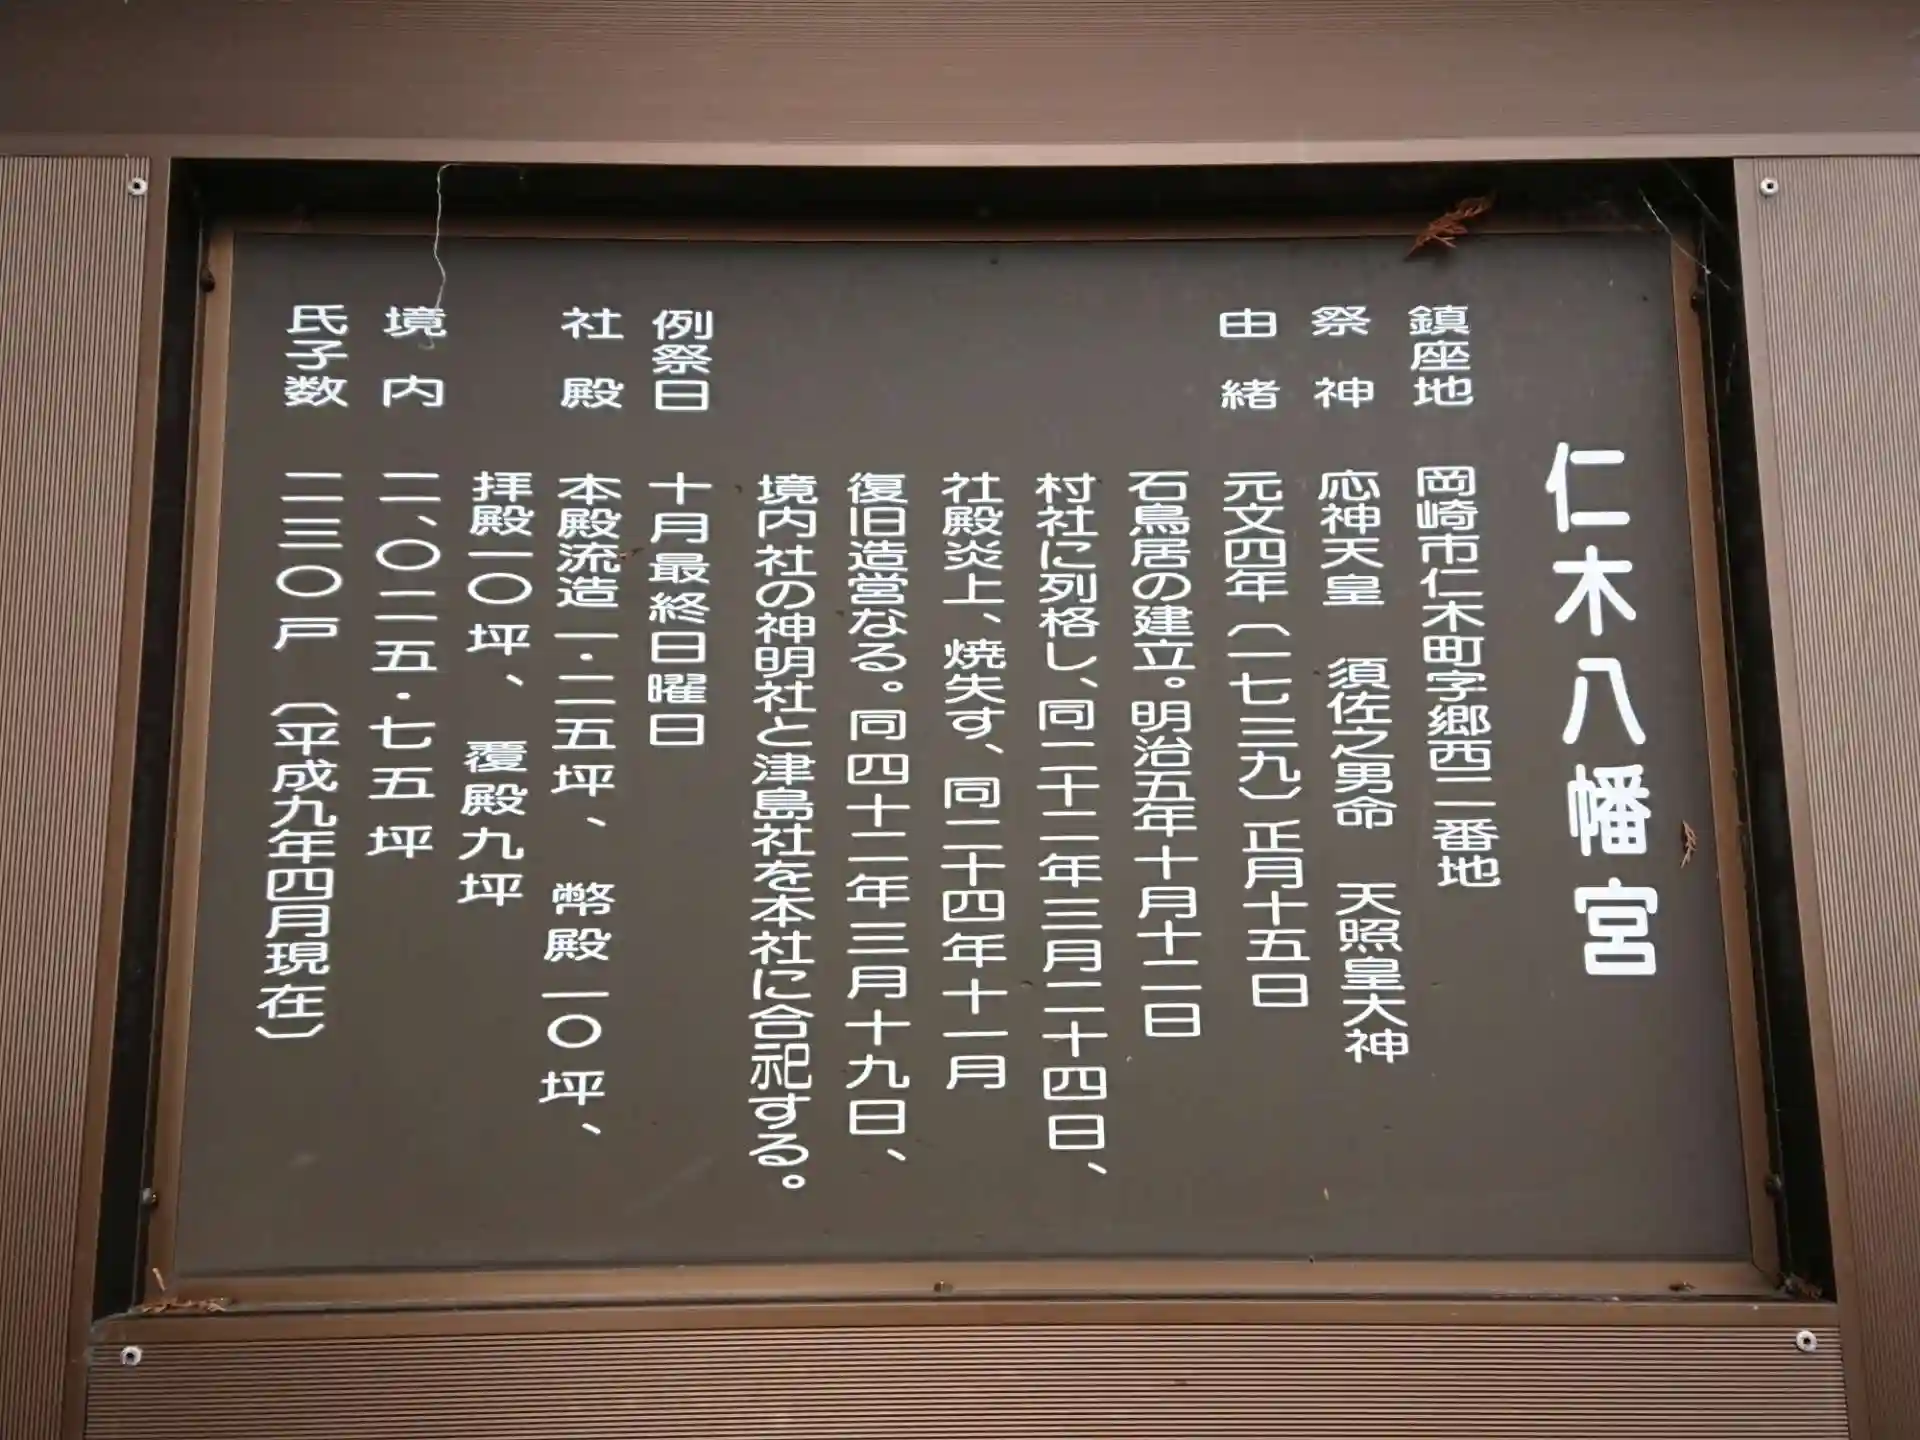 仁木八幡宮
鎮座地　岡崎市仁木町字郷西二番地
祭神　応神天皇　須佐之男命　天照皇大神
由緒　元文四年（一七三九）正月十五日
石鳥居の建立。明治五年十月十二日
村社に列格し、同二十二年三月二十四日、
社殿炎上、焼失す、同二十四年十一月
復旧造営なる。同四十二年三月十九日、
境内社の神明社と津島社を本社に合祀する。
例祭日　十月最終日曜日
社殿　本殿流造一・二五坪、　幣殿一〇坪、
拝殿一〇坪、　覆殿九坪
境内　二、〇二五・七五坪
氏子数　二三〇戸　（平成九年四月現在）